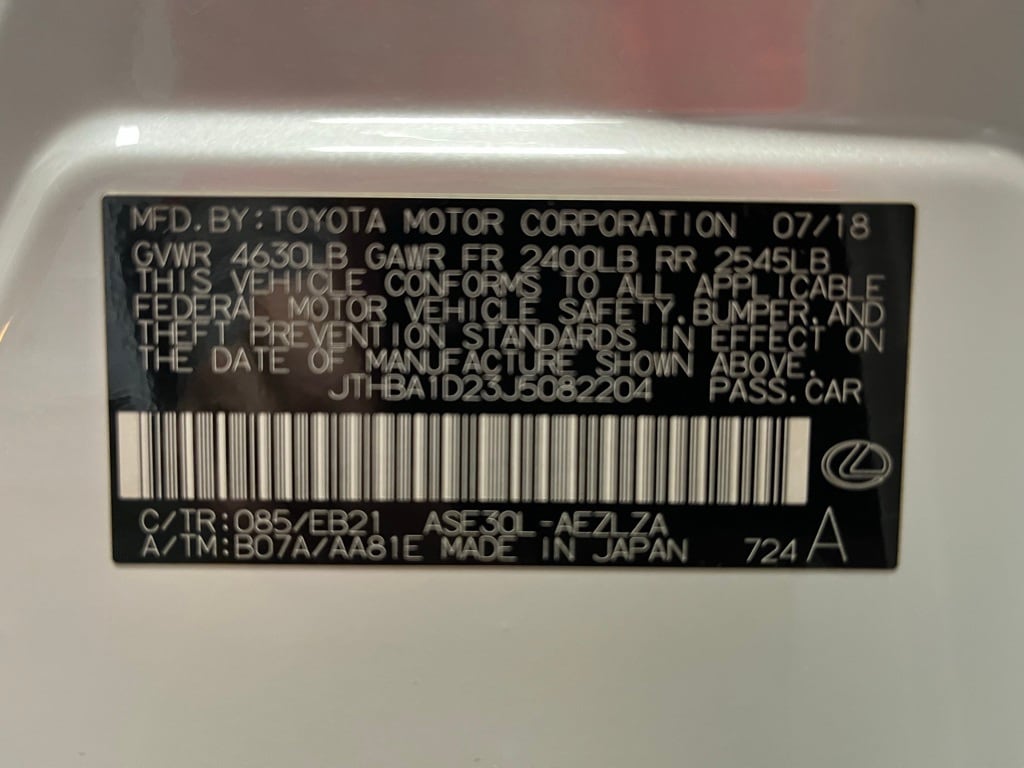 MFD.BY:TOYOTA MOTOR CORPORATION 07/18
GVWR 4630LB GAWR FR 2400LB RR 2545LB
THIS VEHICLE CONFORMS TO ALL APPLICABLE
FEDERAL MOTOR VEHICLE SAFETY,BUMPER,AND
THEFT PREVENTION STANDARDS IN EFFECT ON
THE DATE OF MANUFACTURE SHOWN ABOVE.
JTHBA1D23J5082204 PASS.CAR
C/TR:085/EB21 ASE30L-AEZLZA
A/TM:B07A/AA81E MADE IN JAPAN 724 A